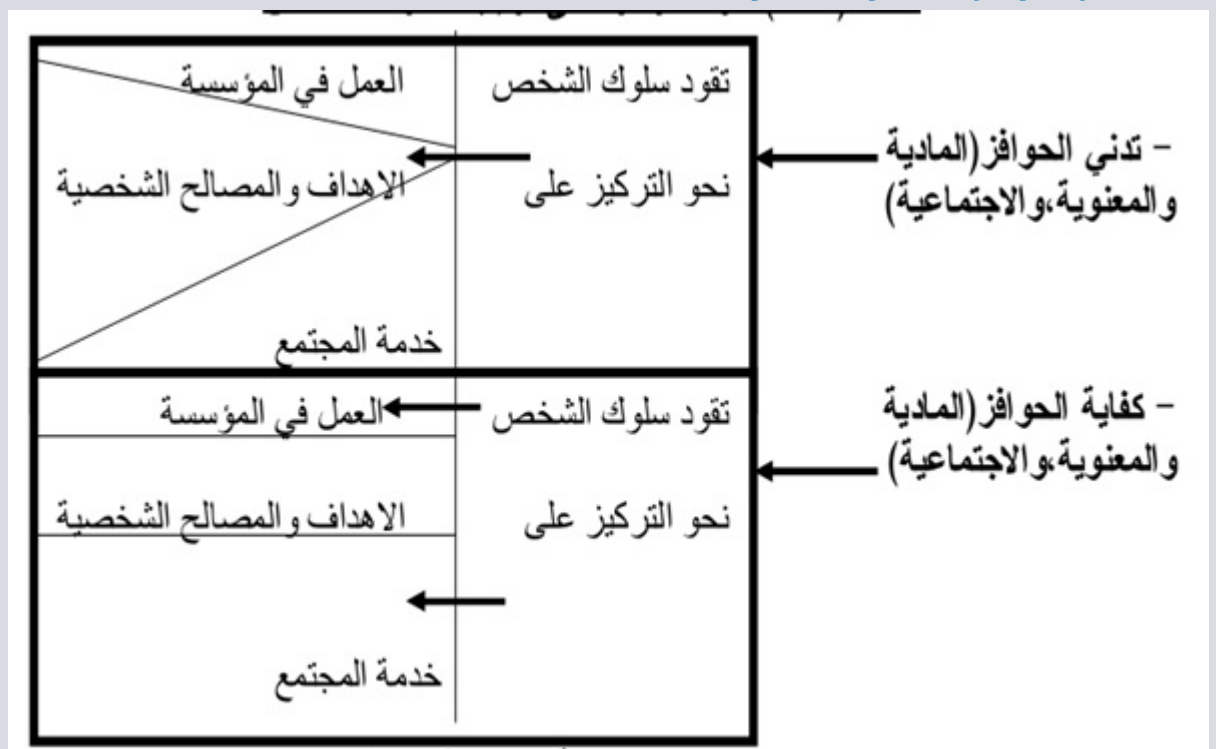 - تدني الحوافز(المادية
والمعنوية،والاجتماعية)
تقود سلوك الشخص
نحو التركيز على
العمل في المؤسسة
الاهداف والمصالح الشخصية
خدمة المجتمع
- كفاية الحوافز(المادية
والمعنوية،والاجتماعية)
تقود سلوك الشخص
نحو التركيز على
العمل في المؤسسة
الاهداف والمصالح الشخصية
خدمة المجتمع